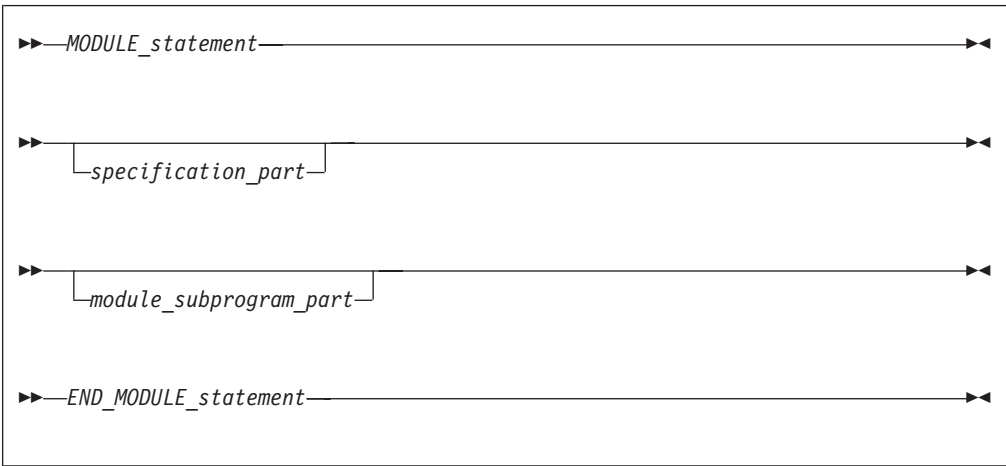 MODULE_statement
specification_part
module_subprogram_part
END_MODULE_statement